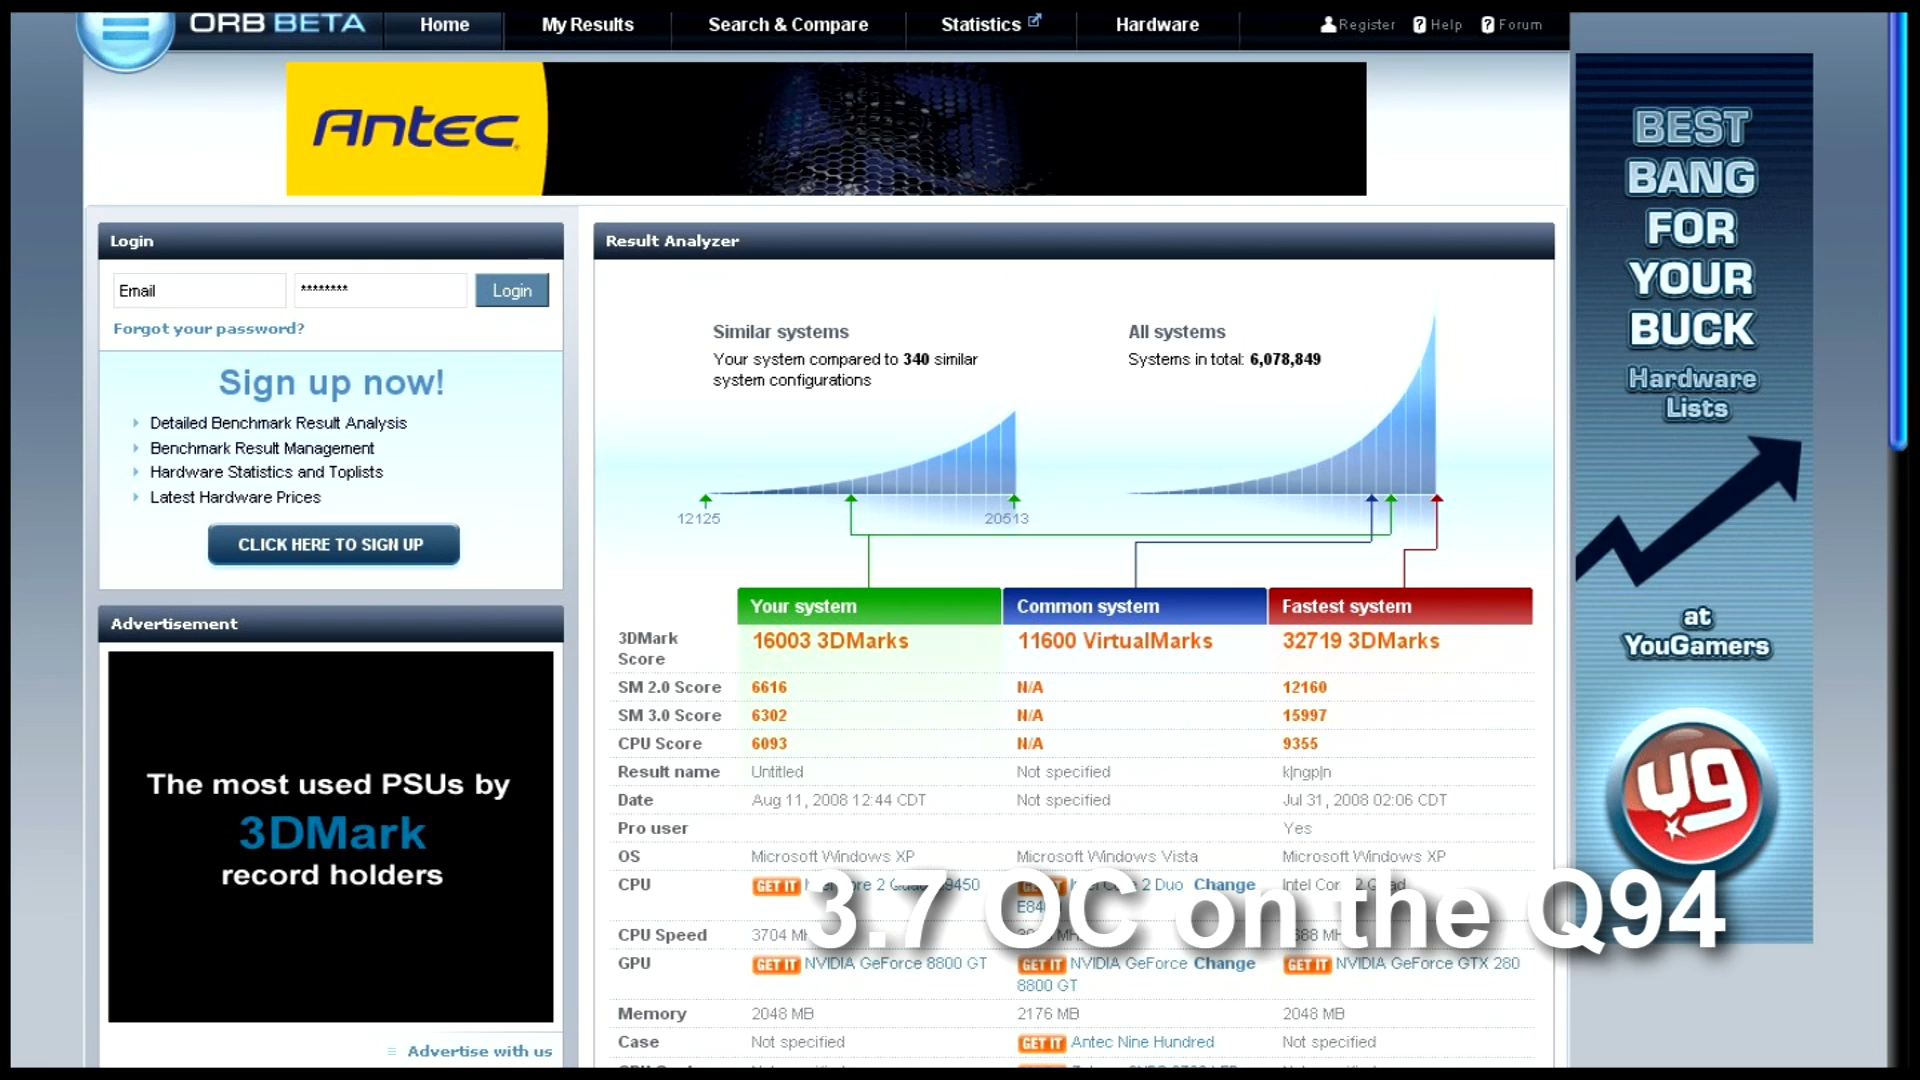 ORB BETA
Home
My Results
Search & Compare
Statistics
Hardware
Register
Help
Forum
Antec
Login
Email
********
Login
Forgot your password?
Sign up now!
Detailed Benchmark Result Analysis
Benchmark Result Management
Hardware Statistics and Toplists
Latest Hardware Prices
CLICK HERE TO SIGN UP
Advertisement
The most used PSUs by
3DMark
record holders
Advertise with us
Result Analyzer
Similar systems
Your system compared to 340 similar
system configurations
All systems
Systems in total: 6,078,849
12125
20513
Your system
Common system
Fastest system
3DMark
Score
16003 3DMarks
11600 VirtualMarks
32719 3DMarks
SM 2.0 Score
6616
N/A
12160
SM 3.0 Score
6302
N/A
15997
CPU Score
6093
N/A
9355
Result name
Untitled
Not specified
k|ngp|n
Date
Aug 11, 2008 12:44 CDT
Not specified
Jul 31, 2008 02:06 CDT
Pro user
Yes
OS
Microsoft Windows XP
Microsoft Windows Vista
Microsoft Windows XP
CPU
GET IT
2 Duo Change
3.7 OC on the Q94
CPU Speed
3704
GPU
GET IT NVIDIA GeForce 8800 GT
GET IT NVIDIA GeForce Change
8800 GT
GET IT NVIDIA GeForce GTX 280
Memory
2048 MB
2176 MB
2048 MB
Case
Not specified
GET IT Antec Nine Hundred
Not specified
BEST
BANG
FOR
YOUR
BUCK
Hardware
Lists
at
YouGamers
yg